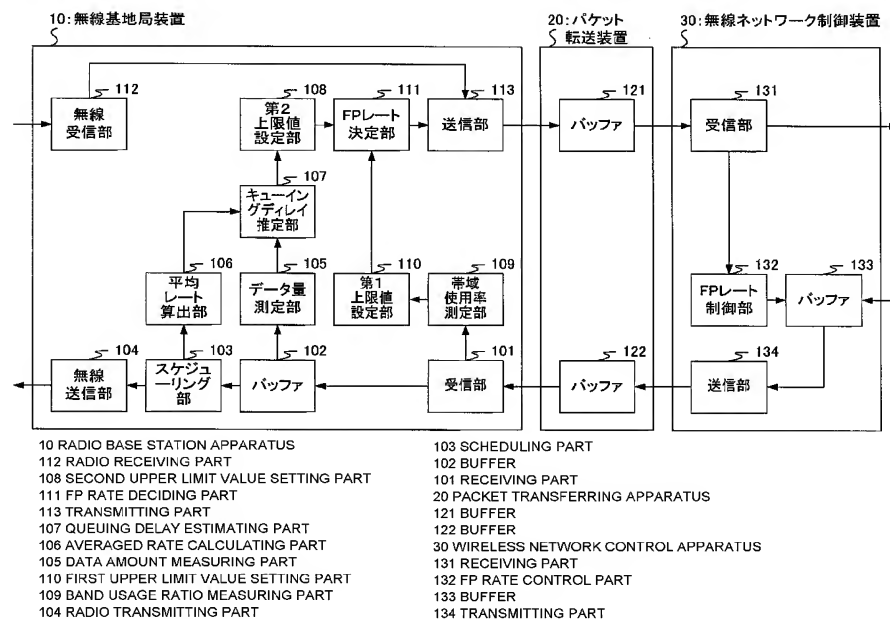 10:無線基地局装置
20:パケット
転送装置
30:無線ネットワーク制御装置
112
無線
受信部
108
第2
上限値
設定部
111
FPレート
決定部
113
送信部
121
バッファ
131
受信部
107
キューイン
グディレイ
推定部
106
平均
レート
算出部
105
データ量
測定部
110
第1
上限値
設定部
109
帯域
使用率
測定部
132
FPレート
制御部
133
バッファ
104
無線
送信部
103
スケジュ
ーリング
部
102
バッファ
101
受信部
122
バッファ
134
送信部
10 RADIO BASE STATION APPARATUS
112 RADIO RECEIVING PART
108 SECOND UPPER LIMIT VALUE SETTING PART
111 FP RATE DECIDING PART
113 TRANSMITTING PART
107 QUEUING DELAY ESTIMATING PART
106 AVERAGED RATE CALCULATING PART
105 DATA AMOUNT MEASURING PART
110 FIRST UPPER LIMIT VALUE SETTING PART
109 BAND USAGE RATIO MEASURING PART
104 RADIO TRANSMITTING PART
103 SCHEDULING PART
102 BUFFER
101 RECEIVING PART
20 PACKET TRANSFERRING APPARATUS
121 BUFFER
122 BUFFER
30 WIRELESS NETWORK CONTROL APPARATUS
131 RECEIVING PART
132 FP RATE CONTROL PART
133 BUFFER
134 TRANSMITTING PART